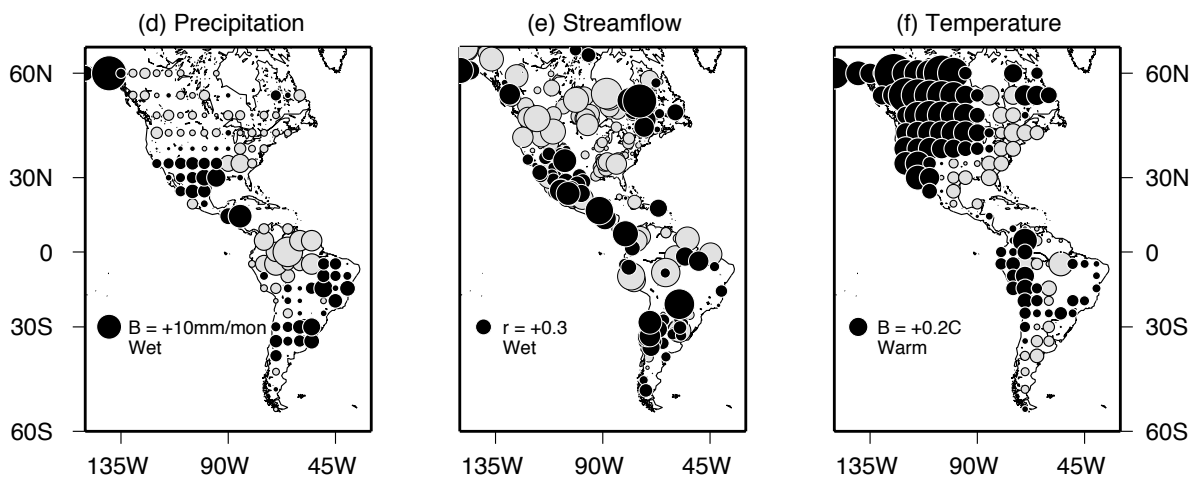 (d) Precipitation
(e) Streamflow
(f) Temperature
60N
30N
0
30S
60S
B = +10mm/mon
Wet
r = +0.3
Wet
B = +0.2C
Warm
60N
30N
0
30S
60S
135W 90W 45W
135W 90W 45W
135W 90W 45W